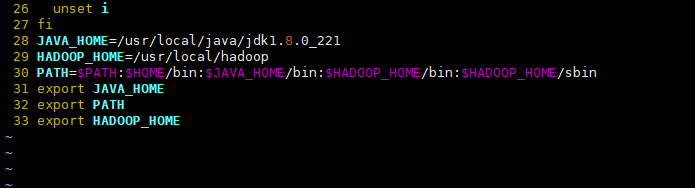 26   unset i
27 fi
28 JAVA_HOME=/usr/local/java/jdk1.8.0_221
29 HADOOP_HOME=/usr/local/hadoop
30 PATH=$PATH:$HOME/bin:$JAVA_HOME/bin:$HADOOP_HOME/bin:$HADOOP_HOME/sbin
31 export JAVA_HOME
32 export PATH
33 export HADOOP_HOME
~
~
~
~